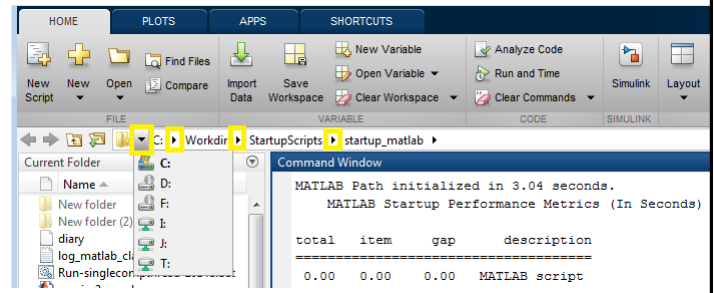 HOME PLOTS APPS SHORTCUTS
New Script
New
Open
Find Files
Compare
Import Data
Save Workspace
New Variable
Open Variable
Clear Workspace
Analyze Code
Run and Time
Clear Commands
Simulink
Layout
FILE VARIABLE CODE SIMULINK
C: Workdir StartupScripts startup_matlab
Current Folder
Name
New folder
New folder (2)
diary
log_matlab_cl
C:
D:
F:
I:
J:
T:
Command Window
MATLAB Path initialized in 3.04 seconds.
MATLAB Startup Performance Metrics (In Seconds)
total item gap description
=====================================
0.00 0.00 0.00 MATLAB script